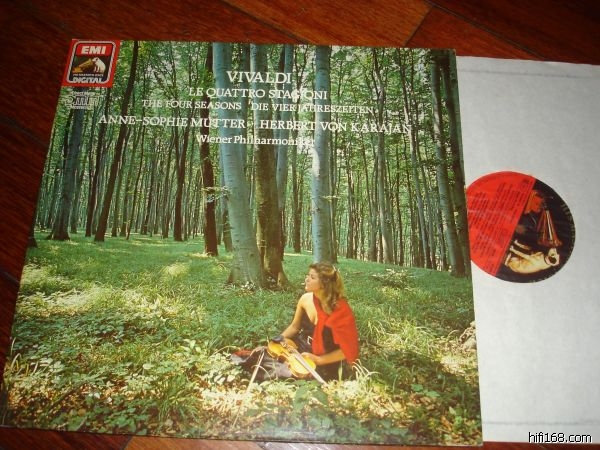 EMI
DIGITAL
VIVALDI
LE QUATTRO STAGIONI
THE FOUR SEASONS · DIE VIER JAHRESZEITEN
ANNE-SOPHIE MUTTER · HERBERT VON KARAJAN
Wiener Philharmoniker
hifi168.com